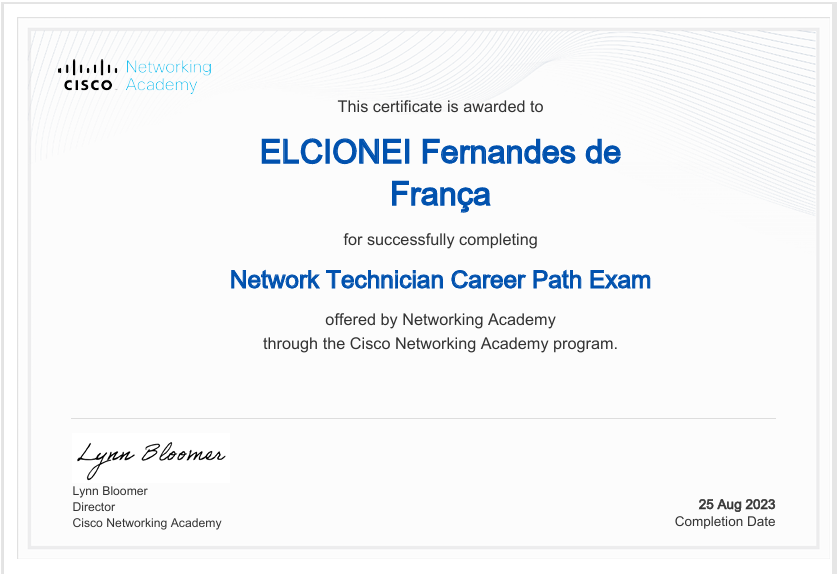 Networking
CISCO Academy
This certificate is awarded to
ELCIONEI Fernandes de
França
for successfully completing
Network Technician Career Path Exam
offered by Networking Academy
through the Cisco Networking Academy program.
Lynn Bloomer
Lynn Bloomer
Director
Cisco Networking Academy
25 Aug 2023
Completion Date